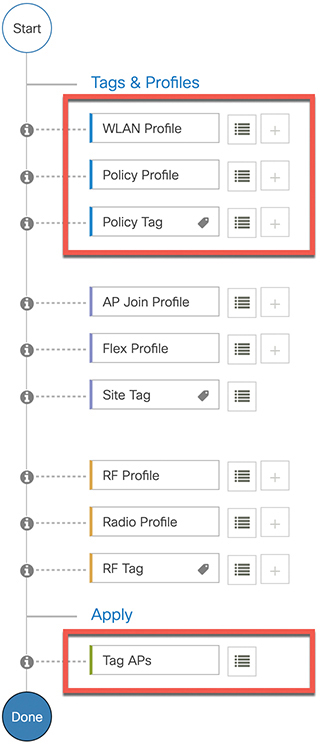 Start
Tags & Profiles
WLAN Profile
Policy Profile
Policy Tag
AP Join Profile
Flex Profile
Site Tag
RF Profile
Radio Profile
RF Tag
Apply
Tag APs
Done